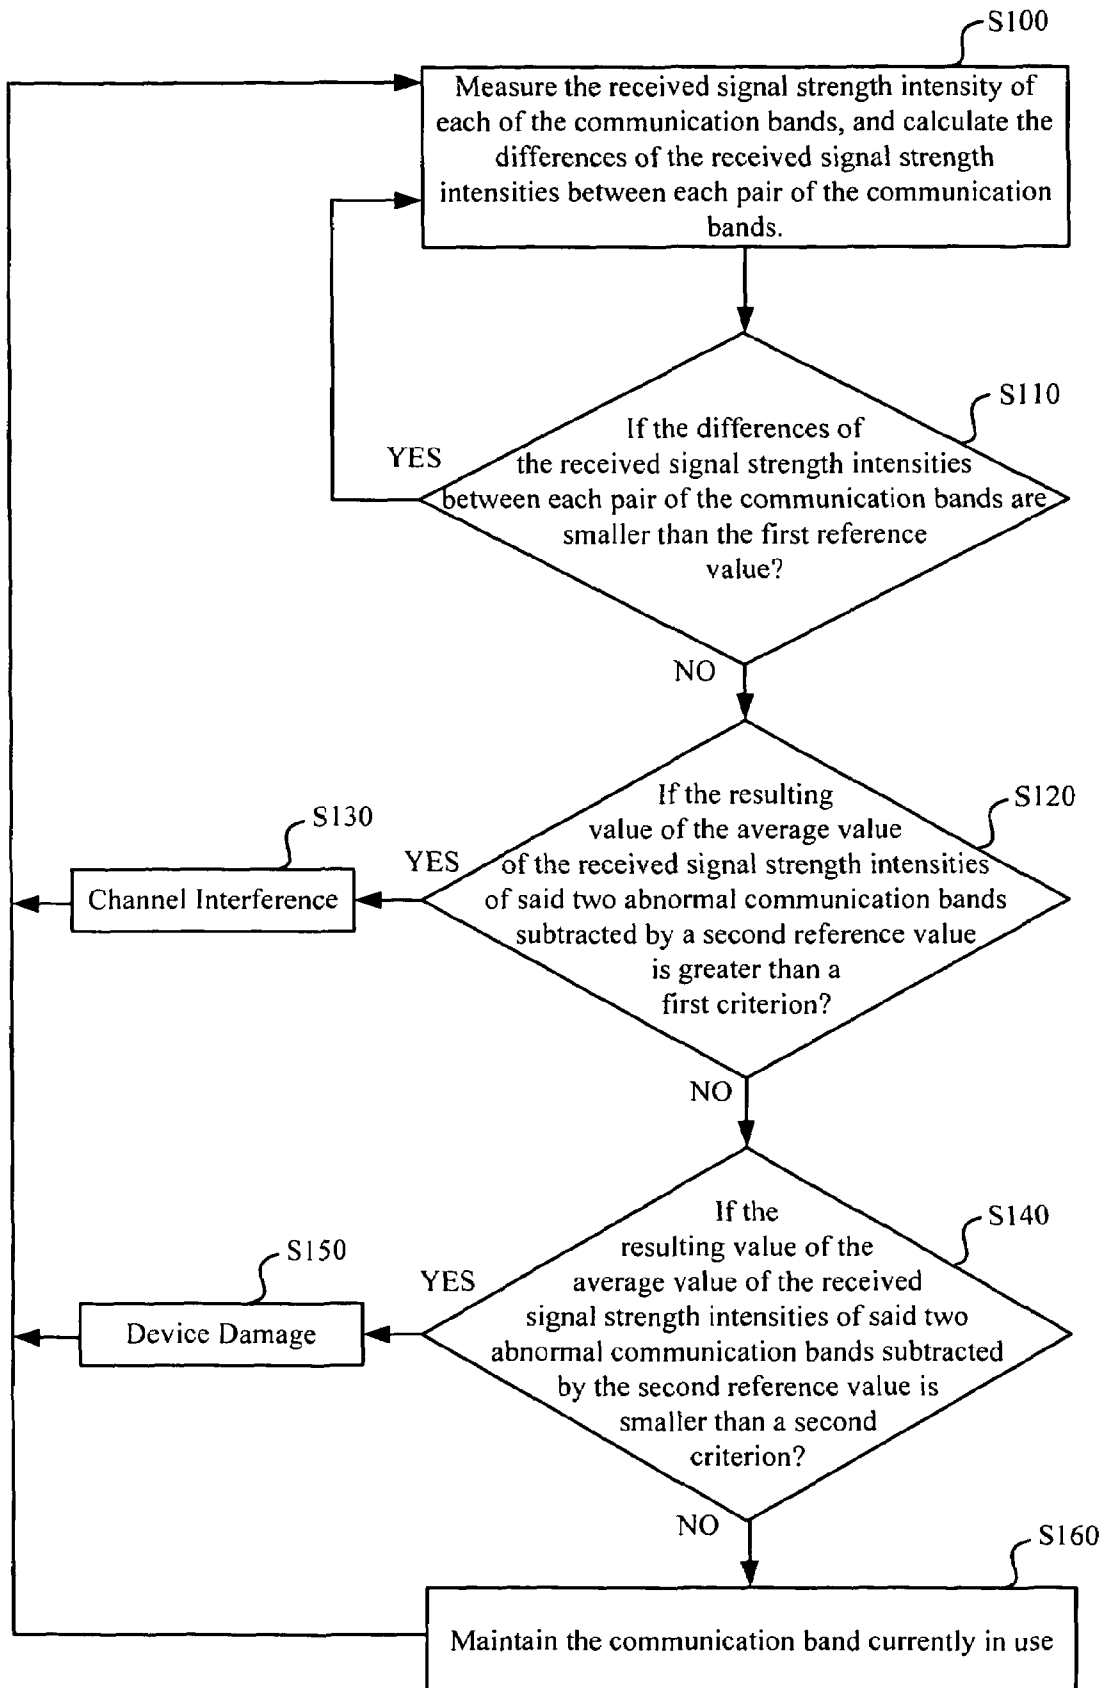 S100
Measure the received signal strength intensity of
each of the communication bands, and calculate the
differences of the received signal strength
intensities between each pair of the communication
bands.
S110
If the differences of
the received signal strength intensities
between each pair of the communication bands are
smaller than the first reference
value?
YES
NO
S120
If the resulting
value of the average value
of the received signal strength intensities
of said two abnormal communication bands
subtracted by a second reference value
is greater than a
first criterion?
YES
S130
Channel Interference
NO
S140
If the
resulting value of the
average value of the received
signal strength intensities of said two
abnormal communication bands subtracted
by the second reference value is
smaller than a second
criterion?
YES
S150
Device Damage
NO
S160
Maintain the communication band currently in use